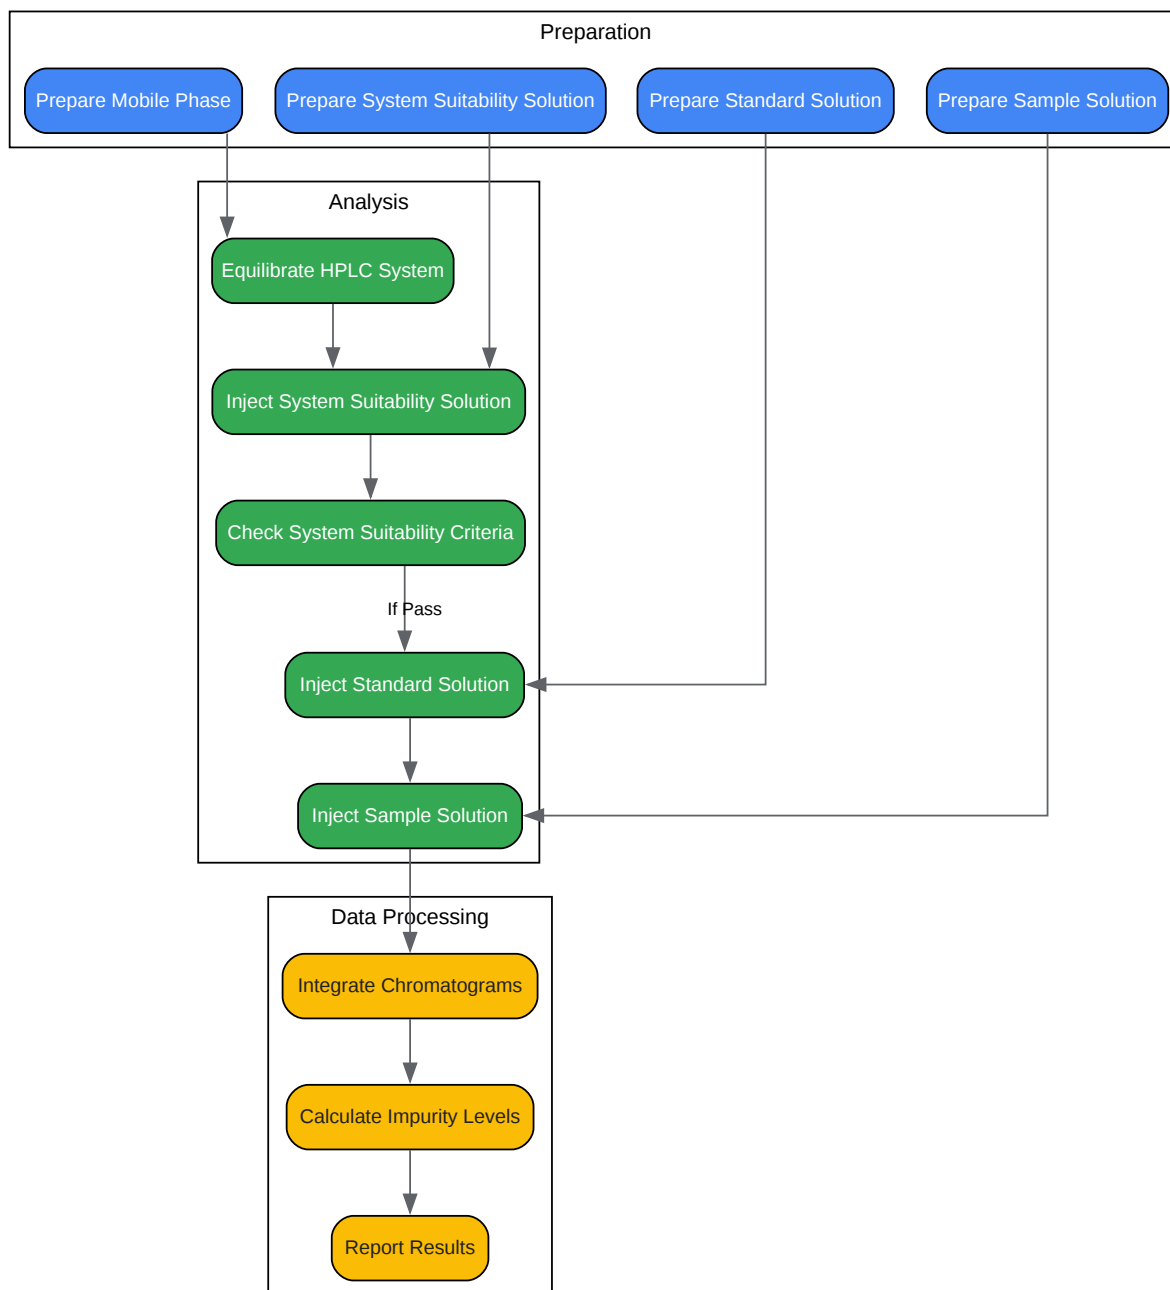 Preparation
Prepare Mobile Phase
Prepare System Suitability Solution
Prepare Standard Solution
Prepare Sample Solution
Analysis
Equilibrate HPLC System
Inject System Suitability Solution
Check System Suitability Criteria
If Pass
Inject Standard Solution
Inject Sample Solution
Data Processing
Integrate Chromatograms
Calculate Impurity Levels
Report Results